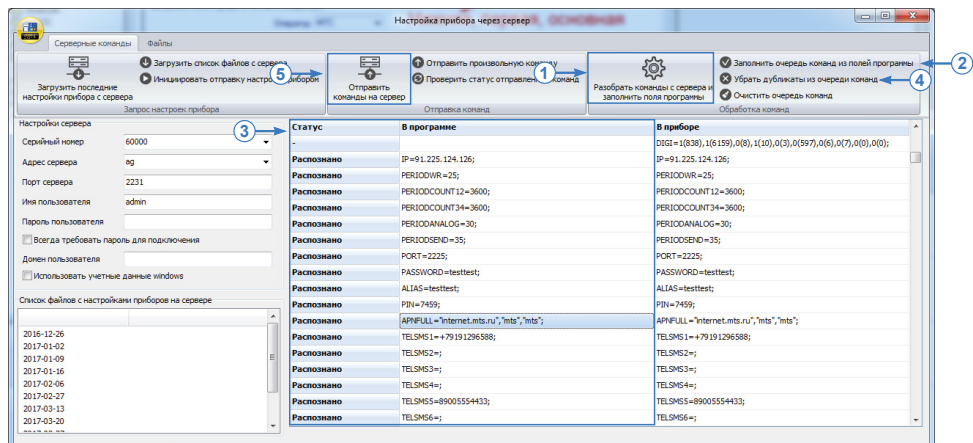 Настройка прибора через сервер
Серверные команды
Файлы
Загрузить последние
настройки прибора с сервера
Загрузить список файлов с сервера
Инициировать отправку настроек прибором
Запрос настроек прибора
5
Отправить
команды на сервер
Отправить произвольную команду
Проверить статус отправленных команд
Отправка команд
1
Разобрать команды с сервера и
заполнить поля программы
Заполнить очередь команд из полей программы
Убрать дубликаты из очереди команд
Очистить очередь команд
Обработка команд
2
4
Настройки сервера
Серийный номер 60000
Адрес сервера ag
Порт сервера 2231
Имя пользователя admin
Пароль пользователя
Всегда требовать пароль для подключения
Домен пользователя
Использовать учетные данные windows
Список файлов с настройками приборов на сервере
2016-12-26
2017-01-02
2017-01-09
2017-01-16
2017-02-06
2017-02-27
2017-03-13
2017-03-20
3
Статус В программе В приборе
- DIGI=1(838),1(6159),0(8),1(10),0(3),0(597),0(6),0(7),0(0),0(0);
Распознано IP=91.225.124.126; IP=91.225.124.126;
Распознано PERIODWR=25; PERIODWR=25;
Распознано PERIODCOUNT12=3600; PERIODCOUNT12=3600;
Распознано PERIODCOUNT34=3600; PERIODCOUNT34=3600;
Распознано PERIODANALOG=30; PERIODANALOG=30;
Распознано PERIODSEND=35; PERIODSEND=35;
Распознано PORT=2225; PORT=2225;
Распознано PASSWORD=testtest; PASSWORD=testtest;
Распознано ALIAS=testtest; ALIAS=testtest;
Распознано PIN=7459; PIN=7459;
Распознано APNFULL="internet.mts.ru","mts","mts"; APNFULL="internet.mts.ru","mts","mts";
Распознано TELSMS1=+79191296588; TELSMS1=+79191296588;
Распознано TELSMS2=; TELSMS2=;
Распознано TELSMS3=; TELSMS3=;
Распознано TELSMS4=; TELSMS4=;
Распознано TELSMS5=89005554433; TELSMS5=89005554433;
Распознано TELSMS6=; TELSMS6=;